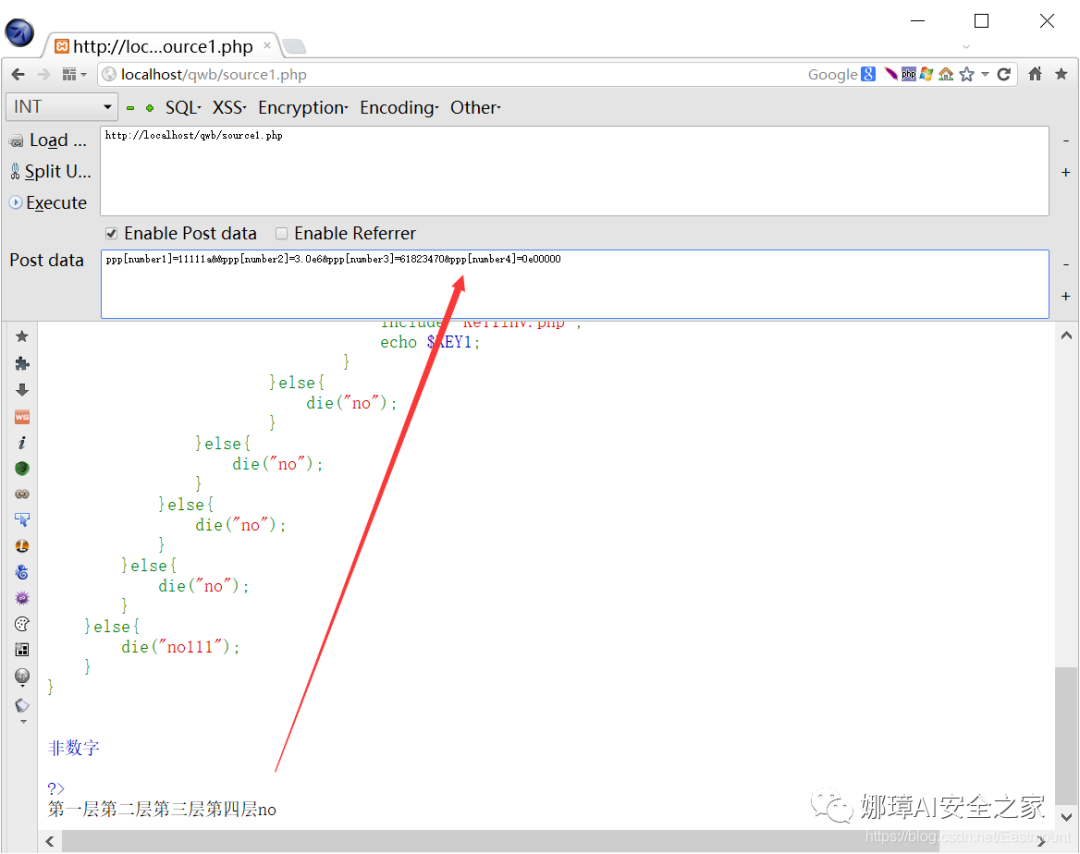 http://loc...ource1.php ×
localhost/qwb/source1.php Google
INT SQL XSS Encryption Encoding Other
Load ... http://localhost/qwb/source1.php
Split U...
Execute
Enable Post data Enable Referrer
Post data ppp[number1]=11111a&&ppp[number2]=3.0e6&ppp[number3]=61823470&ppp[number4]=0e00000
echo $KEY1;
}
}else{
die("no");
}
}else{
die("no");
}
}else{
die("no");
}
}else{
die("no");
}
}else{
die("no111");
}
}
非数字
?>
第一层第二层第三层第四层no
娜璋AI安全之家
https://blog.csdn.net/Eastmount